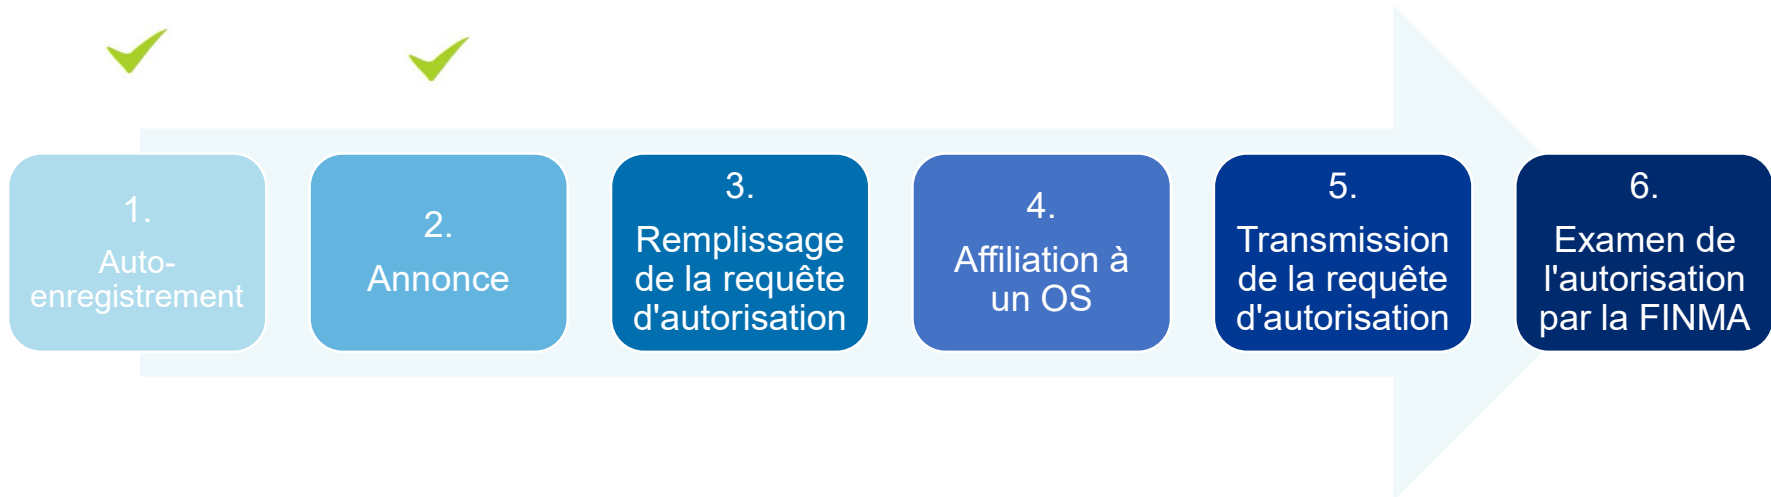 1.
Auto-
enregistrement
2.
Annonce
3.
Remplissage
de la requête
d'autorisation
4.
Affiliation à
un OS
5.
Transmission
de la requête
d'autorisation
6.
Examen de
l'autorisation
par la FINMA